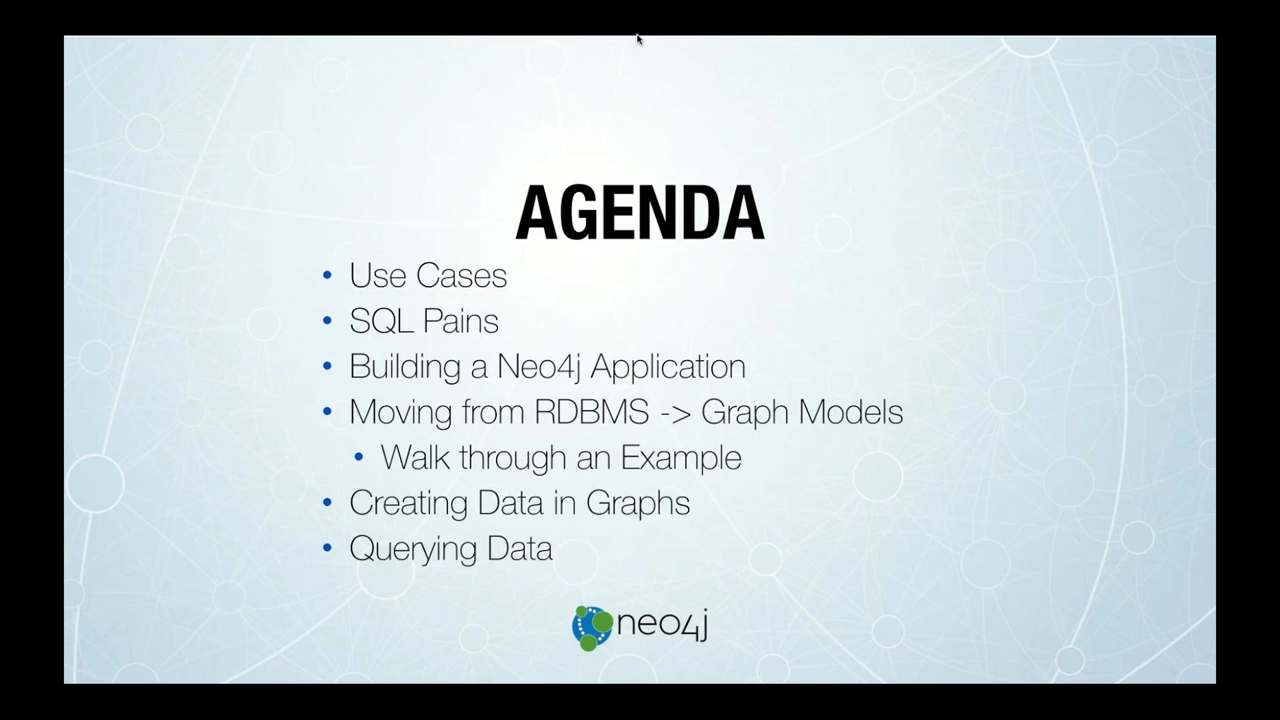 AGENDA
• Use Cases
• SQL Pains
• Building a Neo4j Application
• Moving from RDBMS -> Graph Models
• Walk through an Example
• Creating Data in Graphs
• Querying Data
neo4j